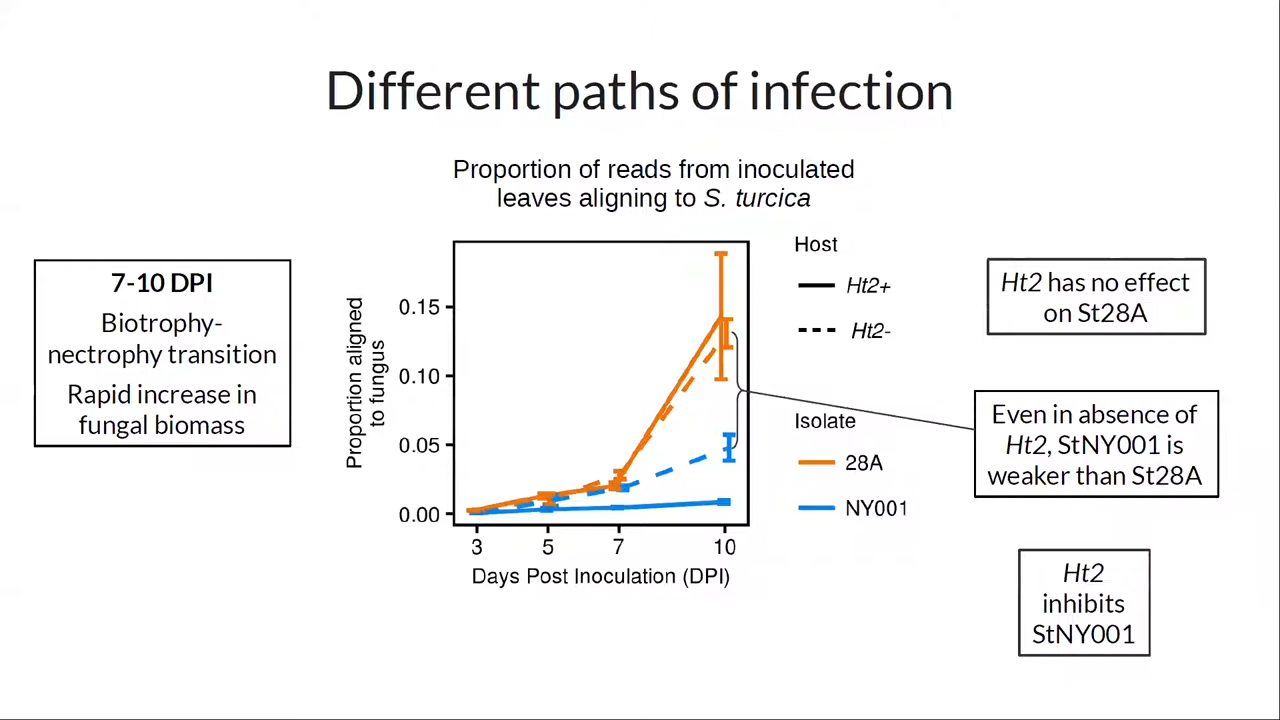 Different paths of infection
Proportion of reads from inoculated
leaves aligning to S. turcica
7-10 DPI
Biotrophy-
nectrophy transition
Rapid increase in
fungal biomass
Proportion aligned
to fungus
0.15
0.10
0.05
0.00
3 5 7 10
Days Post Inoculation (DPI)
Host
Ht2+
Ht2-
Isolate
28A
NY001
Ht2 has no effect
on St28A
Even in absence of
Ht2, StNY001 is
weaker than St28A
Ht2
inhibits
StNY001